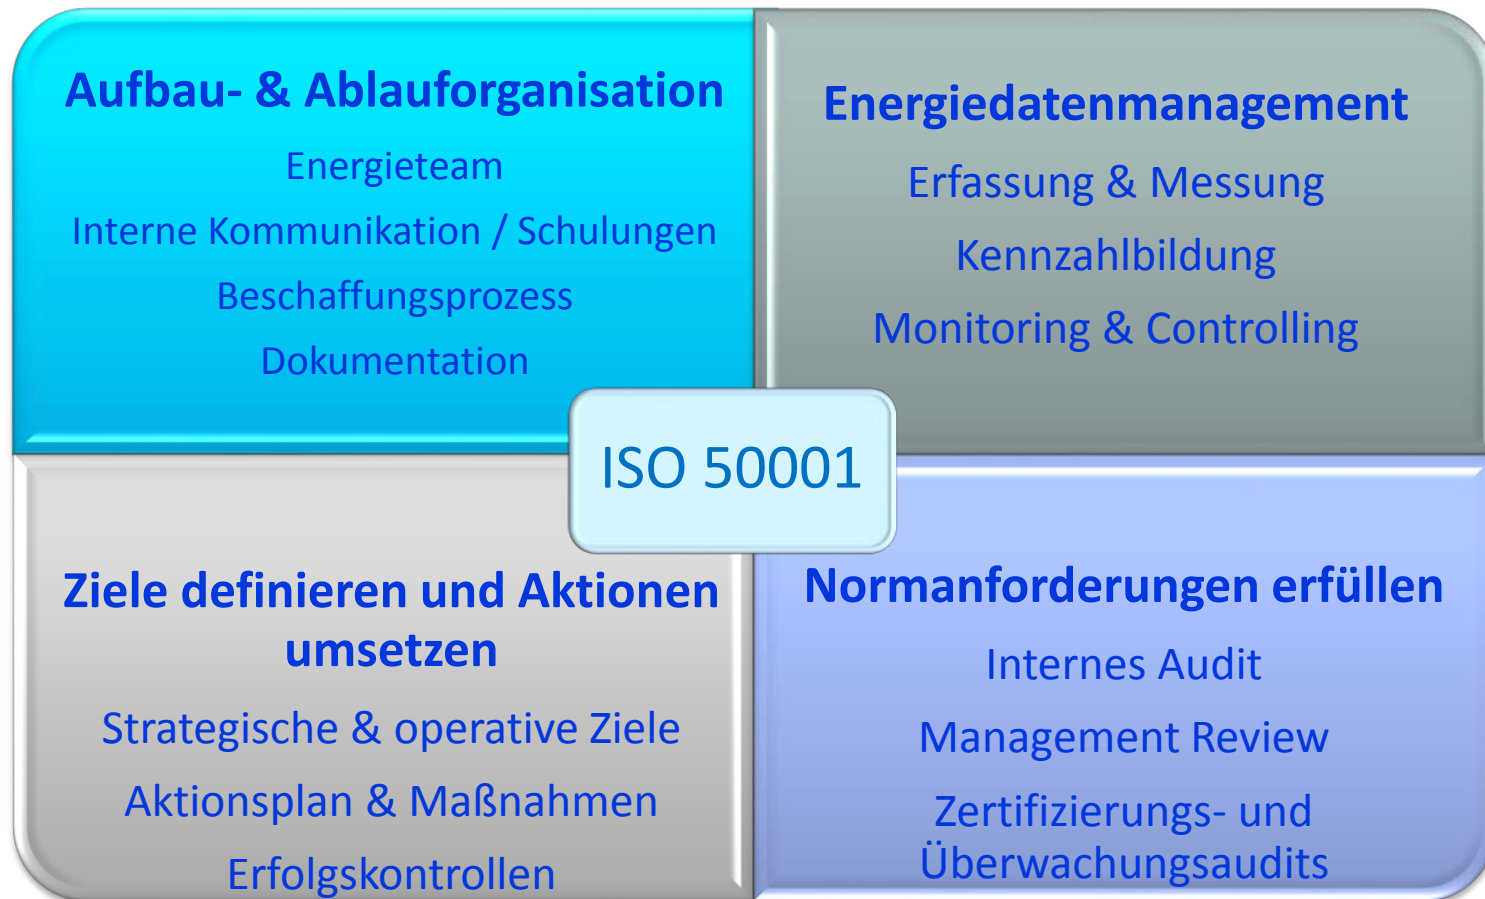 Aufbau- & Ablauforganisation
Energieteam
Interne Kommunikation / Schulungen
Beschaffungsprozess
Dokumentation
Energiedatenmanagement
Erfassung & Messung
Kennzahlbildung
Monitoring & Controlling
ISO 50001
Ziele definieren und Aktionen
umsetzen
Strategische & operative Ziele
Aktionsplan & Maßnahmen
Erfolgskontrollen
Normanforderungen erfüllen
Internes Audit
Management Review
Zertifizierungs- und
Überwachungsaudits